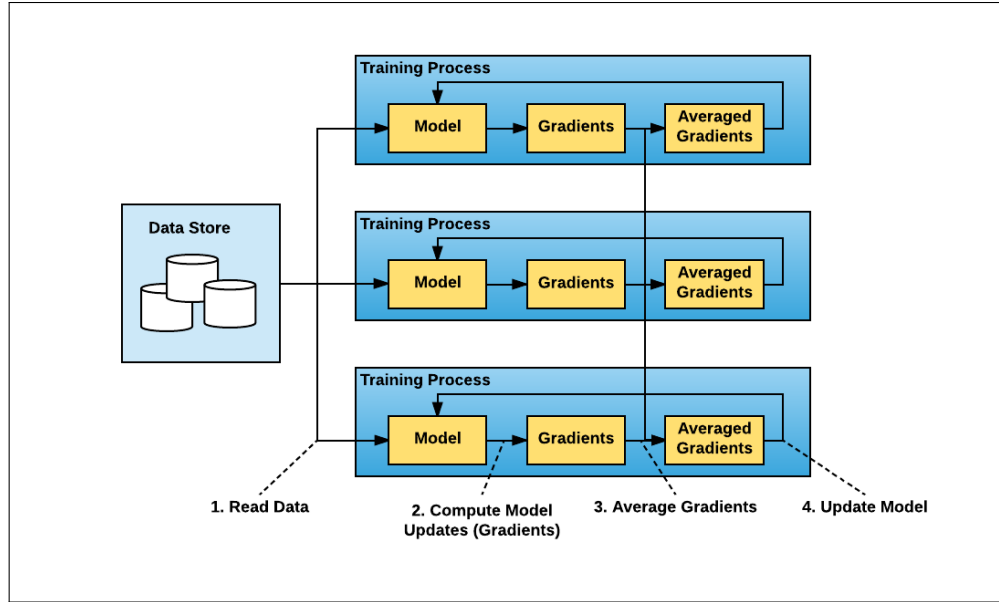 Training Process
Model
Gradients
Averaged
Gradients
Data Store
Training Process
Model
Gradients
Averaged
Gradients
Training Process
Model
Gradients
Averaged
Gradients
1. Read Data
2. Compute Model
Updates (Gradients)
3. Average Gradients
4. Update Model